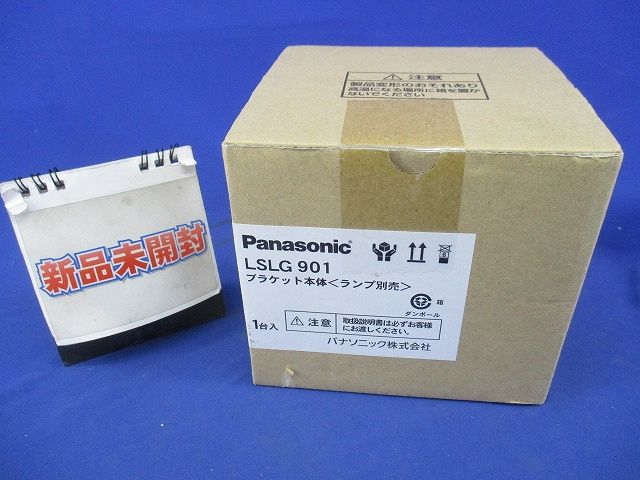 ⚠ 注意
製品変形のおそれあり
高温になる場所に箱を置か
ないでください
新品未開封
Panasonic
LSLG 901
ブラケット本体<ランプ別売>
箱
ダンボール
1台入
⚠ 注意
取扱説明書は必ずお客様
にお渡しください。
パナソニック株式会社